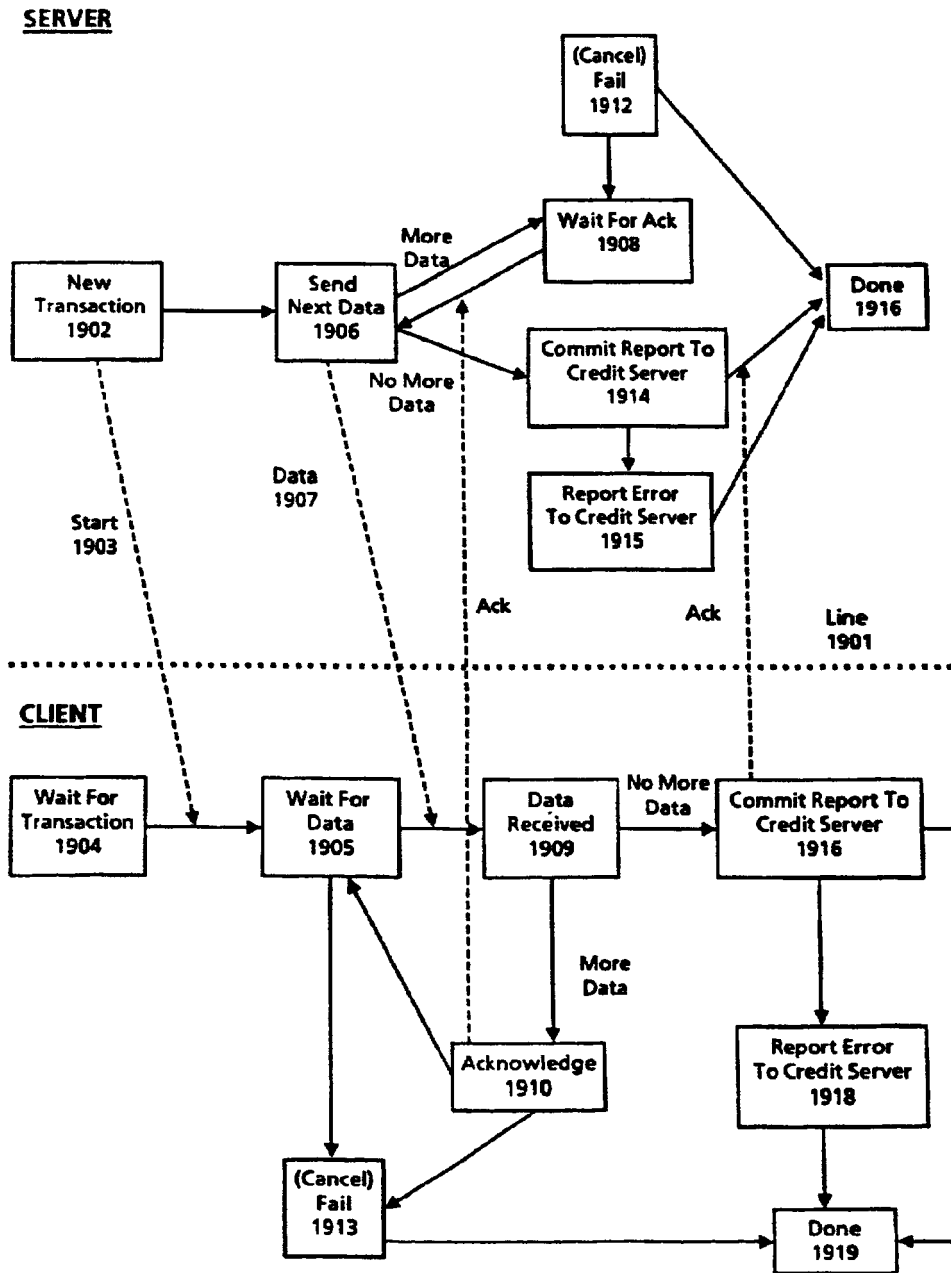 SERVER
(Cancel)
Fail
1912
More
Data
Wait For Ack
1908
New
Transaction
1902
Send
Next Data
1906
Done
1916
No More
Data
Commit Report To
Credit Server
1914
Start
1903
Data
1907
Report Error
To Credit Server
1915
Ack
Ack
Line
1901
CLIENT
Wait For
Transaction
1904
Wait For
Data
1905
Data
Received
1909
No More
Data
Commit Report To
Credit Server
1916
More
Data
Acknowledge
1910
Report Error
To Credit Server
1918
(Cancel)
Fail
1913
Done
1919